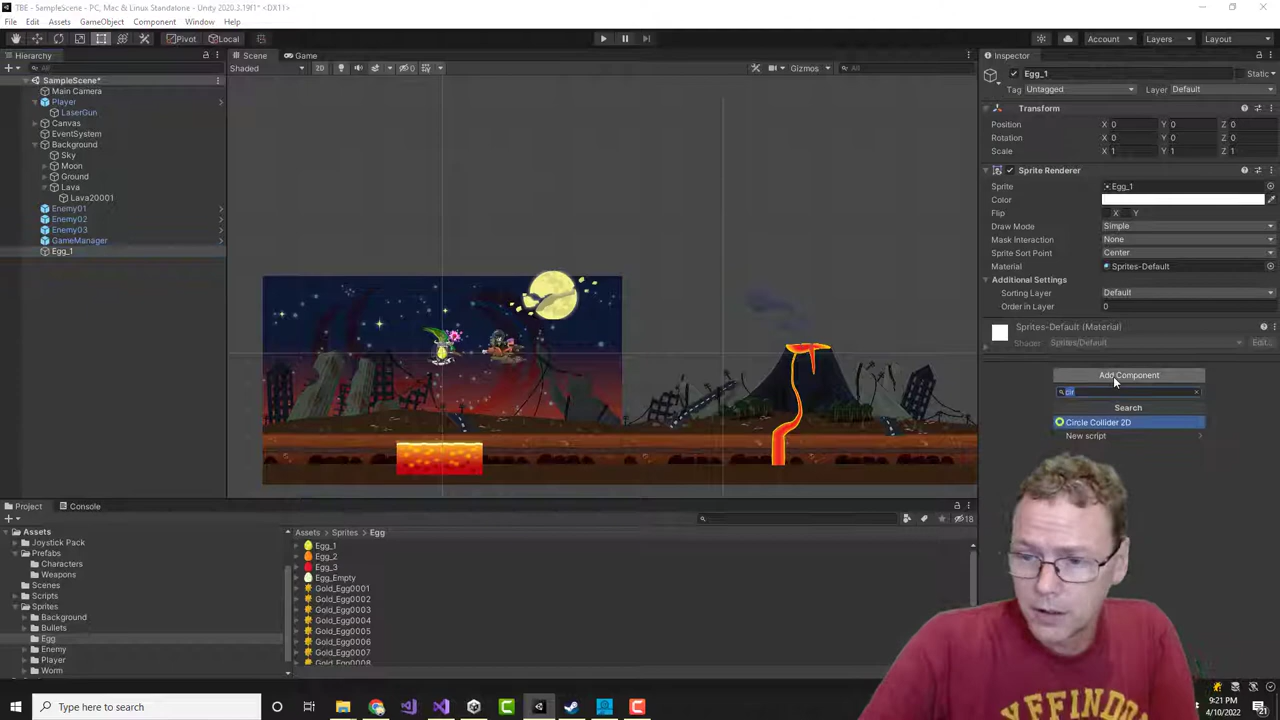 TBE - SampleScene - PC, Mac & Linux Standalone - Unity 2020.3.19f1* <DX11>
File Edit Assets GameObject Component Window Help
Pivot Local Account Layers Layout
Hierarchy
All
SampleScene*
Main Camera
Player
LaserGun
Canvas
EventSystem
Background
Sky
Moon
Ground
Lava
Lava20001
Enemy01
Enemy02
Enemy03
GameManager
Egg_1
Scene Game
Shaded 2D 0 Gizmos All
Inspector
Egg_1 Static
Tag Untagged Layer Default
Transform
Position X 0 Y 0 Z 0
Rotation X 0 Y 0 Z 0
Scale X 1 Y 1 Z 1
Sprite Renderer
Sprite Egg_1
Color
Flip X Y
Draw Mode Simple
Mask Interaction None
Sprite Sort Point Center
Material Sprites-Default
Additional Settings
Sorting Layer Default
Order in Layer 0
Sprites-Default (Material)
Shader Sprites/Default Edit...
Add Component
cir
Search
Circle Collider 2D
New script
Project Console
18
Assets
Joystick Pack
Prefabs
Characters
Weapons
Scenes
Scripts
Sprites
Background
Bullets
Egg
Enemy
Player
Worm
Assets Sprites Egg
Egg_1
Egg_2
Egg_3
Egg_Empty
Gold_Egg0001
Gold_Egg0002
Gold_Egg0003
Gold_Egg0004
Gold_Egg0005
Gold_Egg0006
Gold_Egg0007
Gold_Egg0008
Type here to search
9:21 PM
4/10/2022